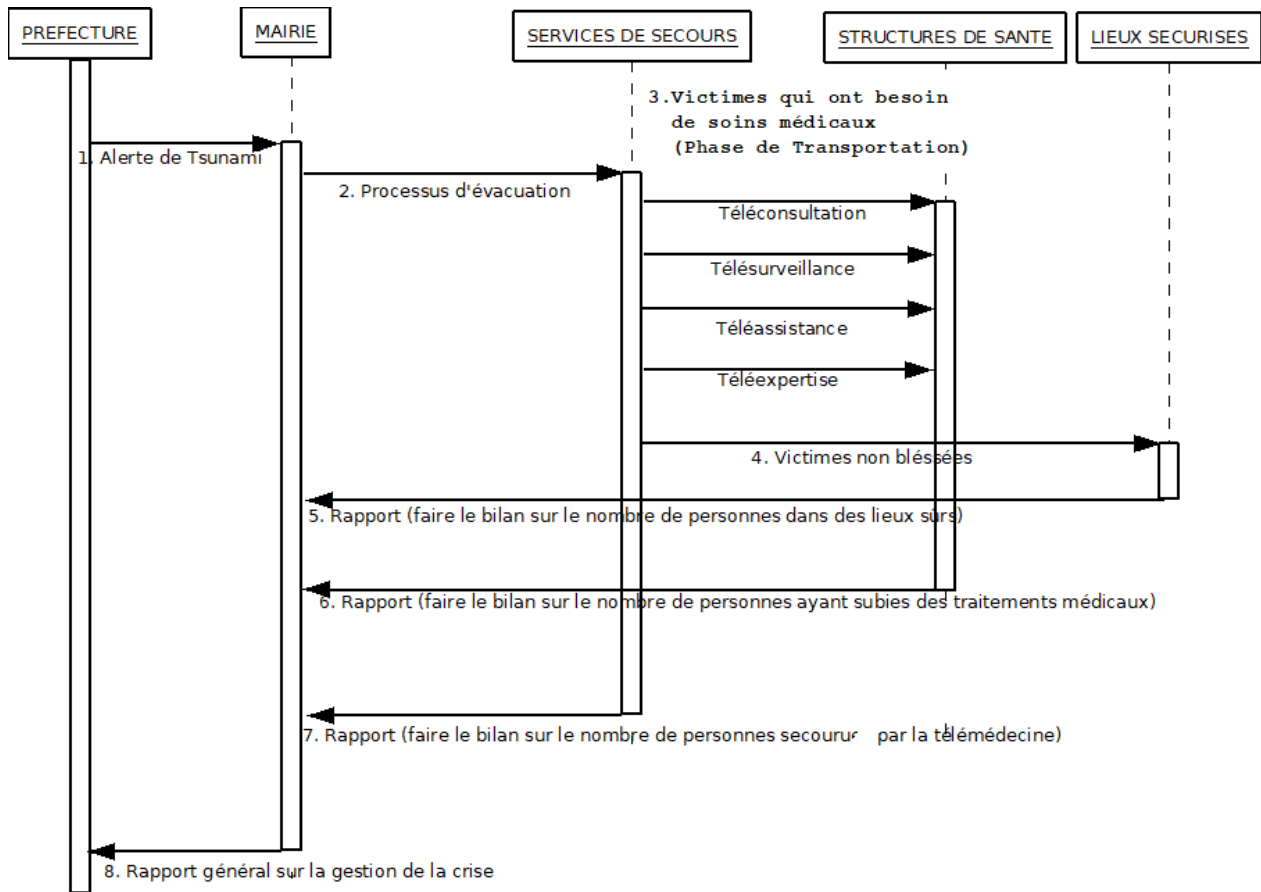 PREFECTURE
MAIRIE
SERVICES DE SECOURS
STRUCTURES DE SANTE
LIEUX SECURISES
3.Victimes qui ont besoin
de soins médicaux
(Phase de Transportation)
1. Alerte de Tsunami
2. Processus d'évacuation
Téléconsultation
Télésurveillance
Téléassistance
Téléexpertise
4. Victimes non bléssées
5. Rapport (faire le bilan sur le nombre de personnes dans des lieux sûrs)
6. Rapport (faire le bilan sur le nombre de personnes ayant subies des traitements médicaux)
7. Rapport (faire le bilan sur le nombre de personnes par la télémédecine)
8. Rapport général sur la gestion de la crise